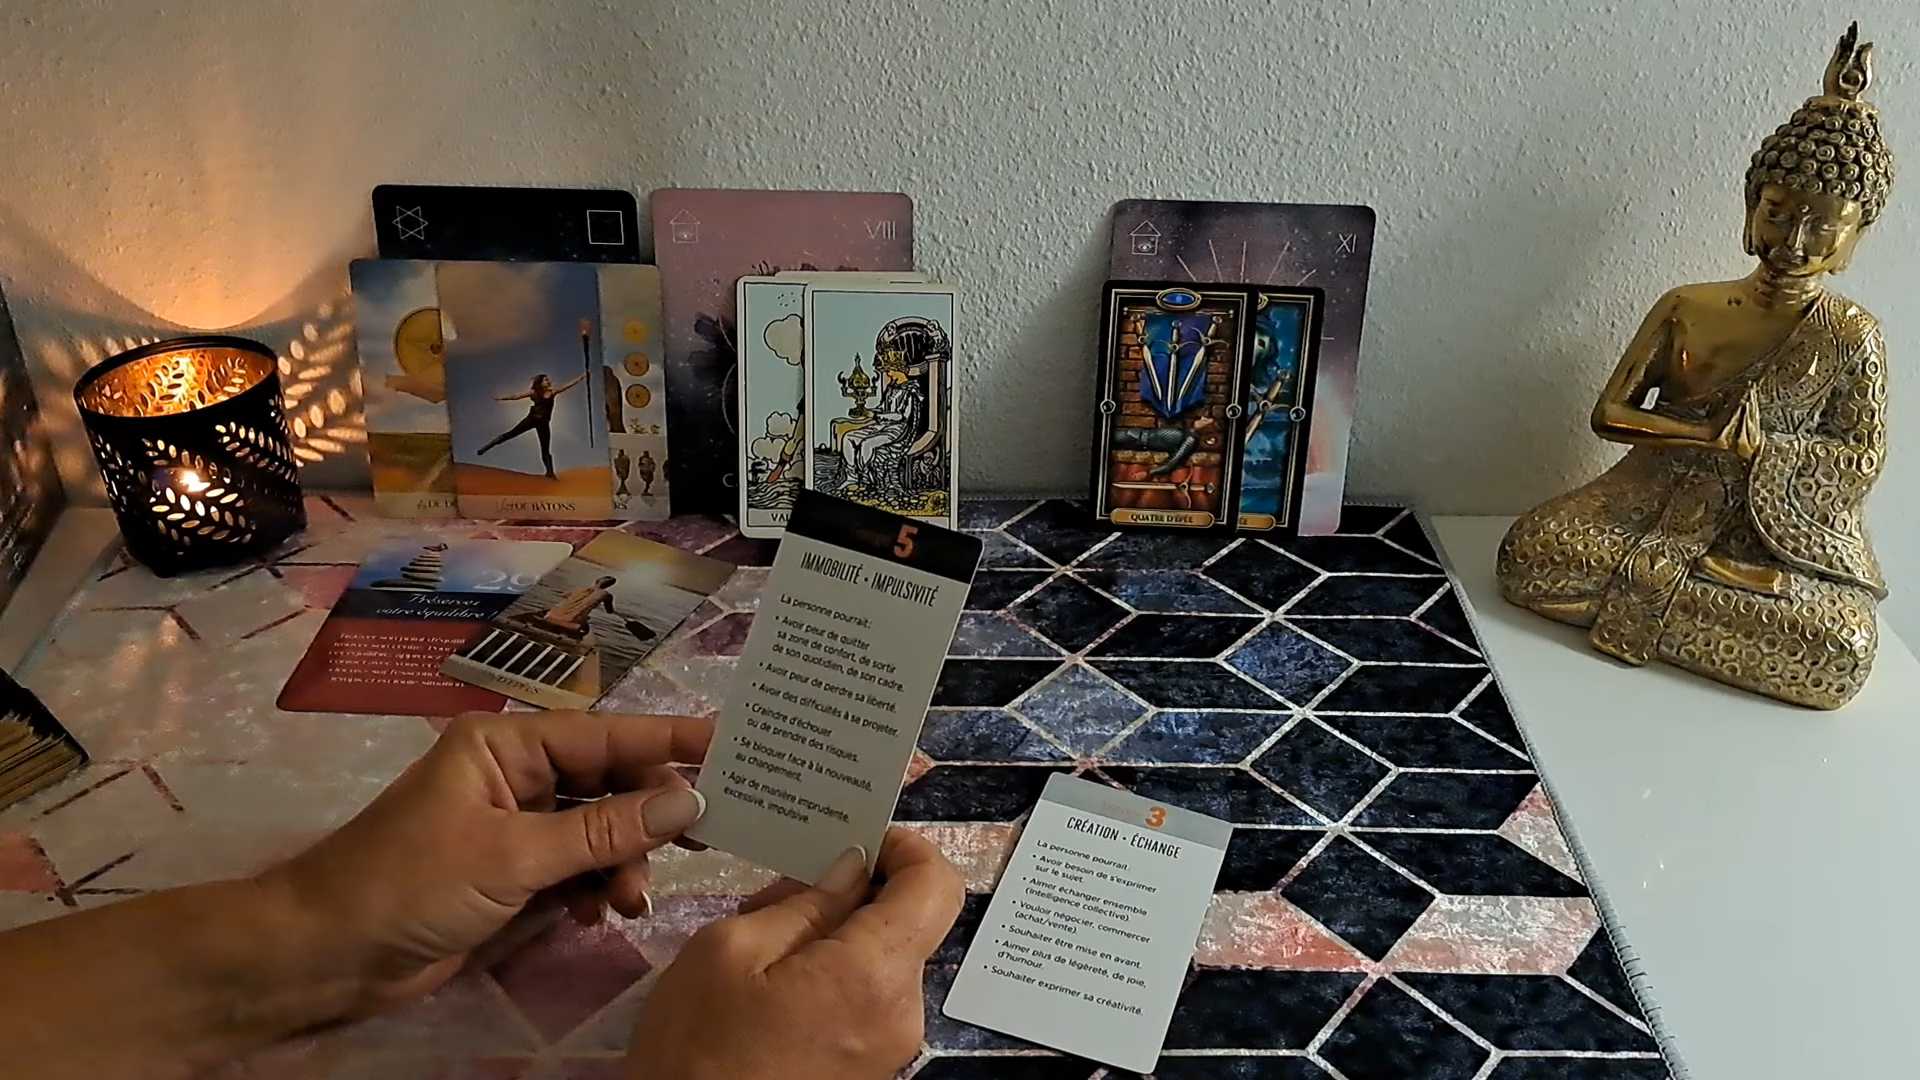 VIII
XI
DE BÂTONS
QUATRE D'ÉPÉE
5
IMMOBILITÉ • IMPULSIVITÉ
La personne pourrait :
• Avoir peur de quitter
sa zone de confort, de sortir
de son quotidien, de son cadre.
• Avoir peur de perdre sa liberté.
• Avoir des difficultés à se projeter.
• Craindre d'échouer
ou de prendre des risques.
• Se bloquer face à la nouveauté,
au changement.
• Agir de manière imprudente,
excessive, impulsive.
Préserver
votre équilibre !
3
CRÉATION • ÉCHANGE
La personne pourrait :
• Avoir besoin de s'exprimer
sur le sujet.
• Aimer échanger ensemble
(intelligence collective).
• Vouloir négocier, commercer
(achat/vente).
• Souhaiter être mise en avant.
• Aimer plus de légèreté, de joie,
d'humour.
• Souhaiter exprimer sa créativité.